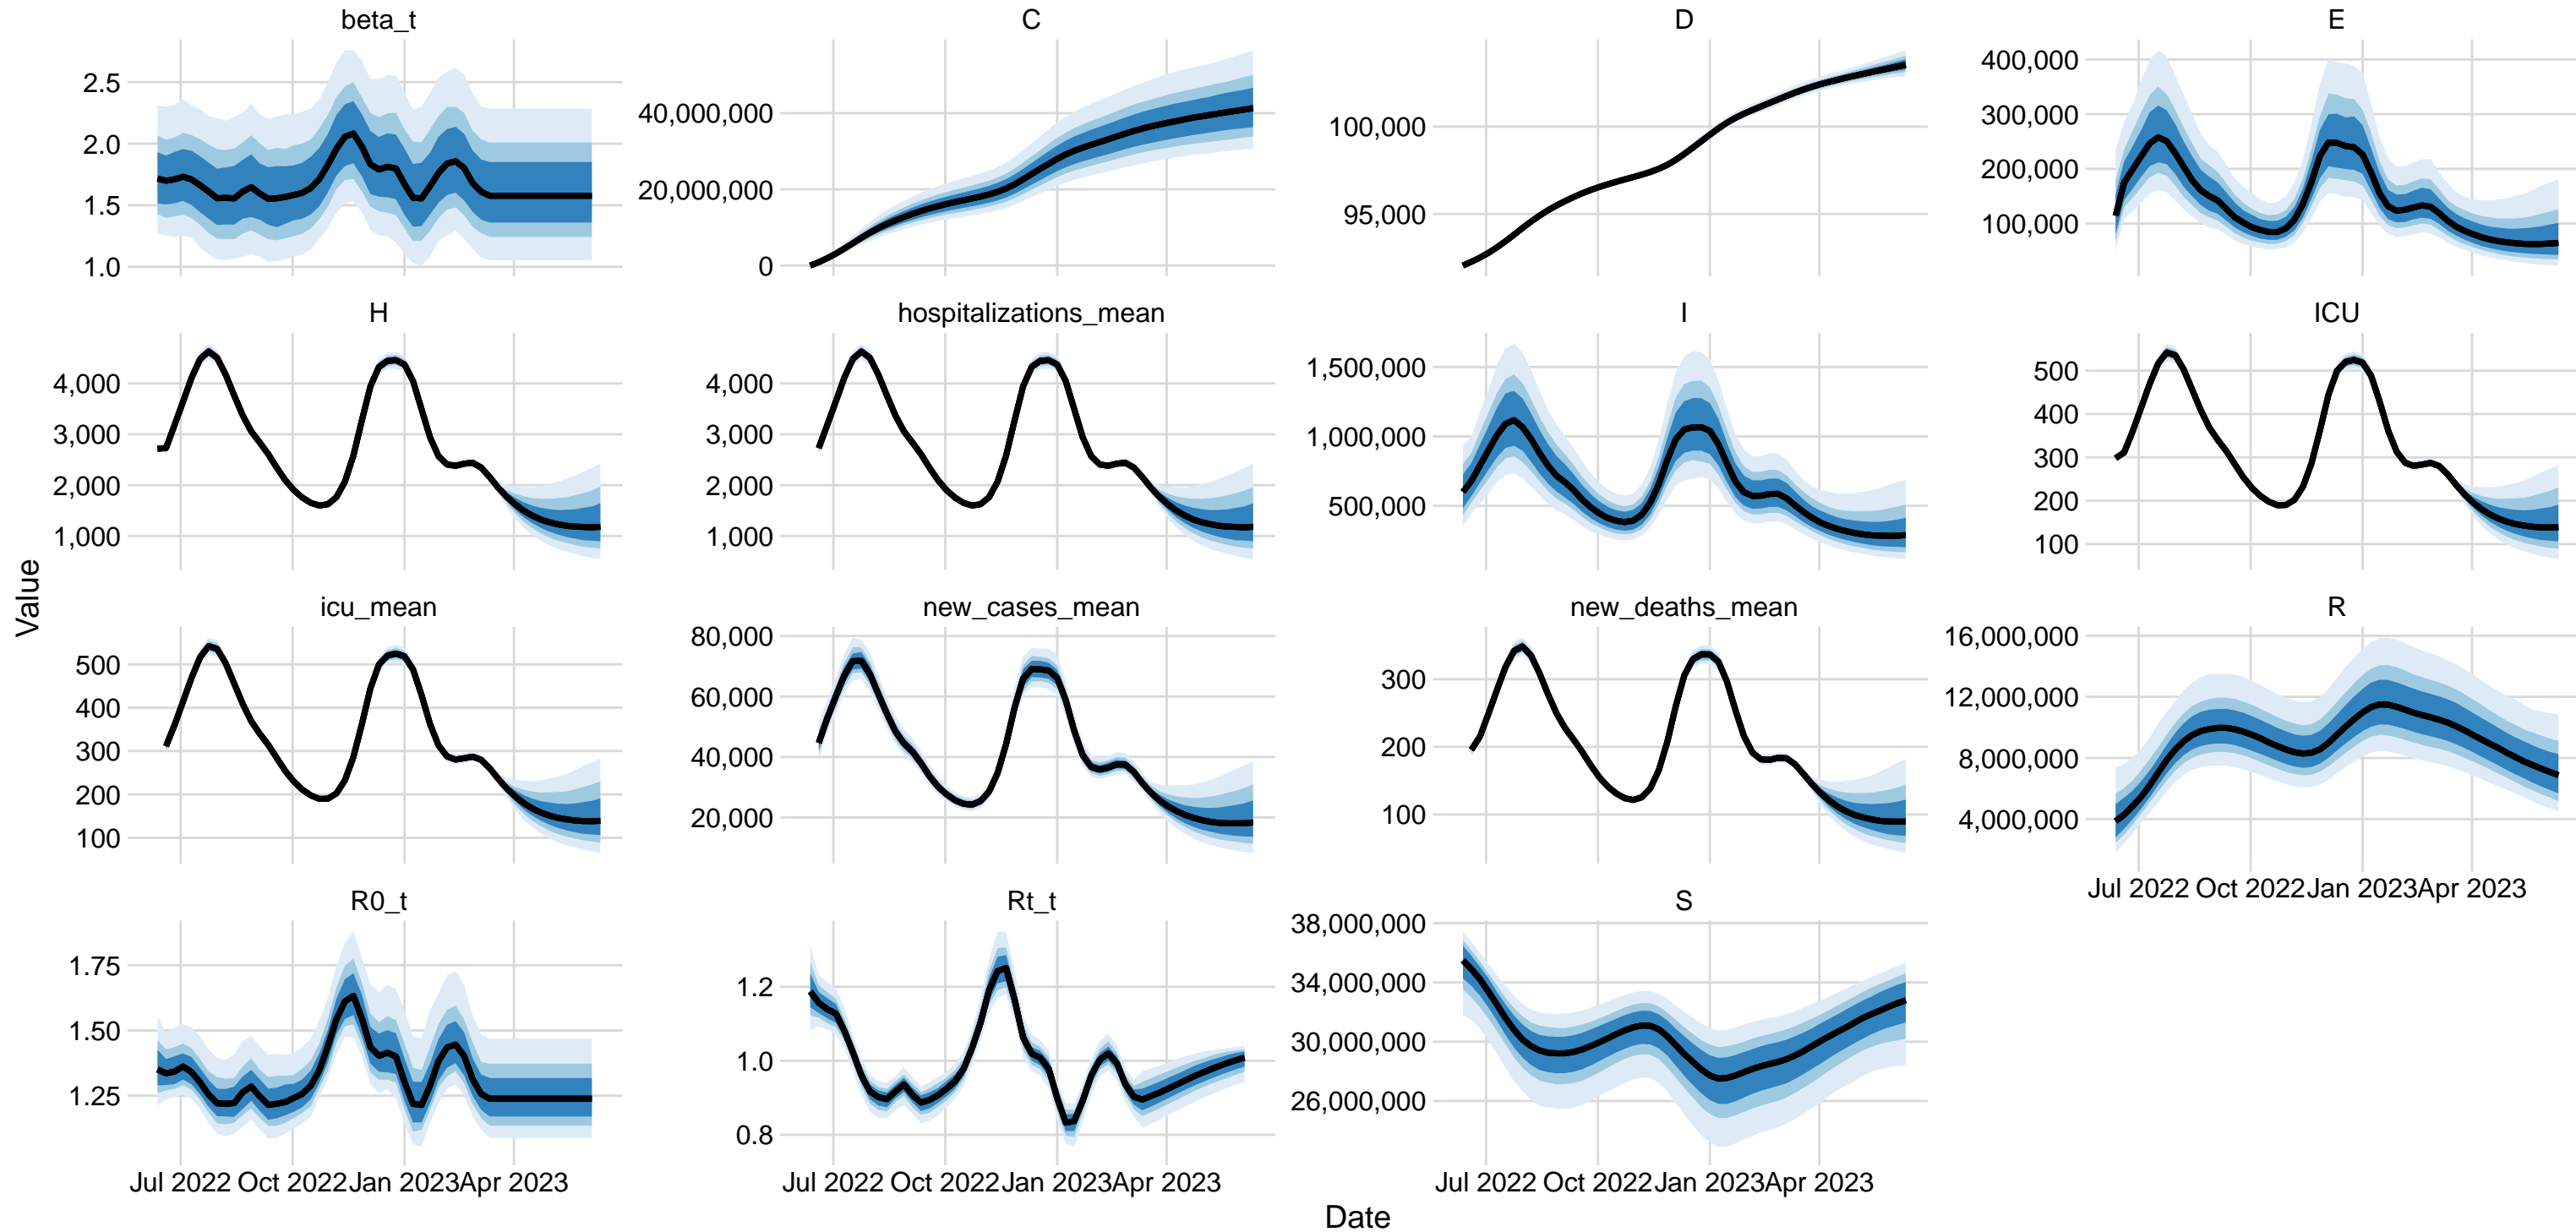 beta_t
C
D
E
2.5
2.0
1.5
1.0
40,000,000
20,000,000
0
100,000
95,000
400,000
300,000
200,000
100,000
H
hospitalizations_mean
I
ICU
4,000
3,000
2,000
1,000
4,000
3,000
2,000
1,000
1,500,000
1,000,000
500,000
500
400
300
200
100
Value
icu_mean
new_cases_mean
new_deaths_mean
R
500
400
300
200
100
80,000
60,000
40,000
20,000
300
200
100
16,000,000
12,000,000
8,000,000
4,000,000
Jul 2022 Oct 2022 Jan 2023 Apr 2023
R0_t
Rt_t
S
1.75
1.50
1.25
1.2
1.0
0.8
38,000,000
34,000,000
30,000,000
26,000,000
Jul 2022 Oct 2022 Jan 2023 Apr 2023
Jul 2022 Oct 2022 Jan 2023 Apr 2023
Jul 2022 Oct 2022 Jan 2023 Apr 2023
Date